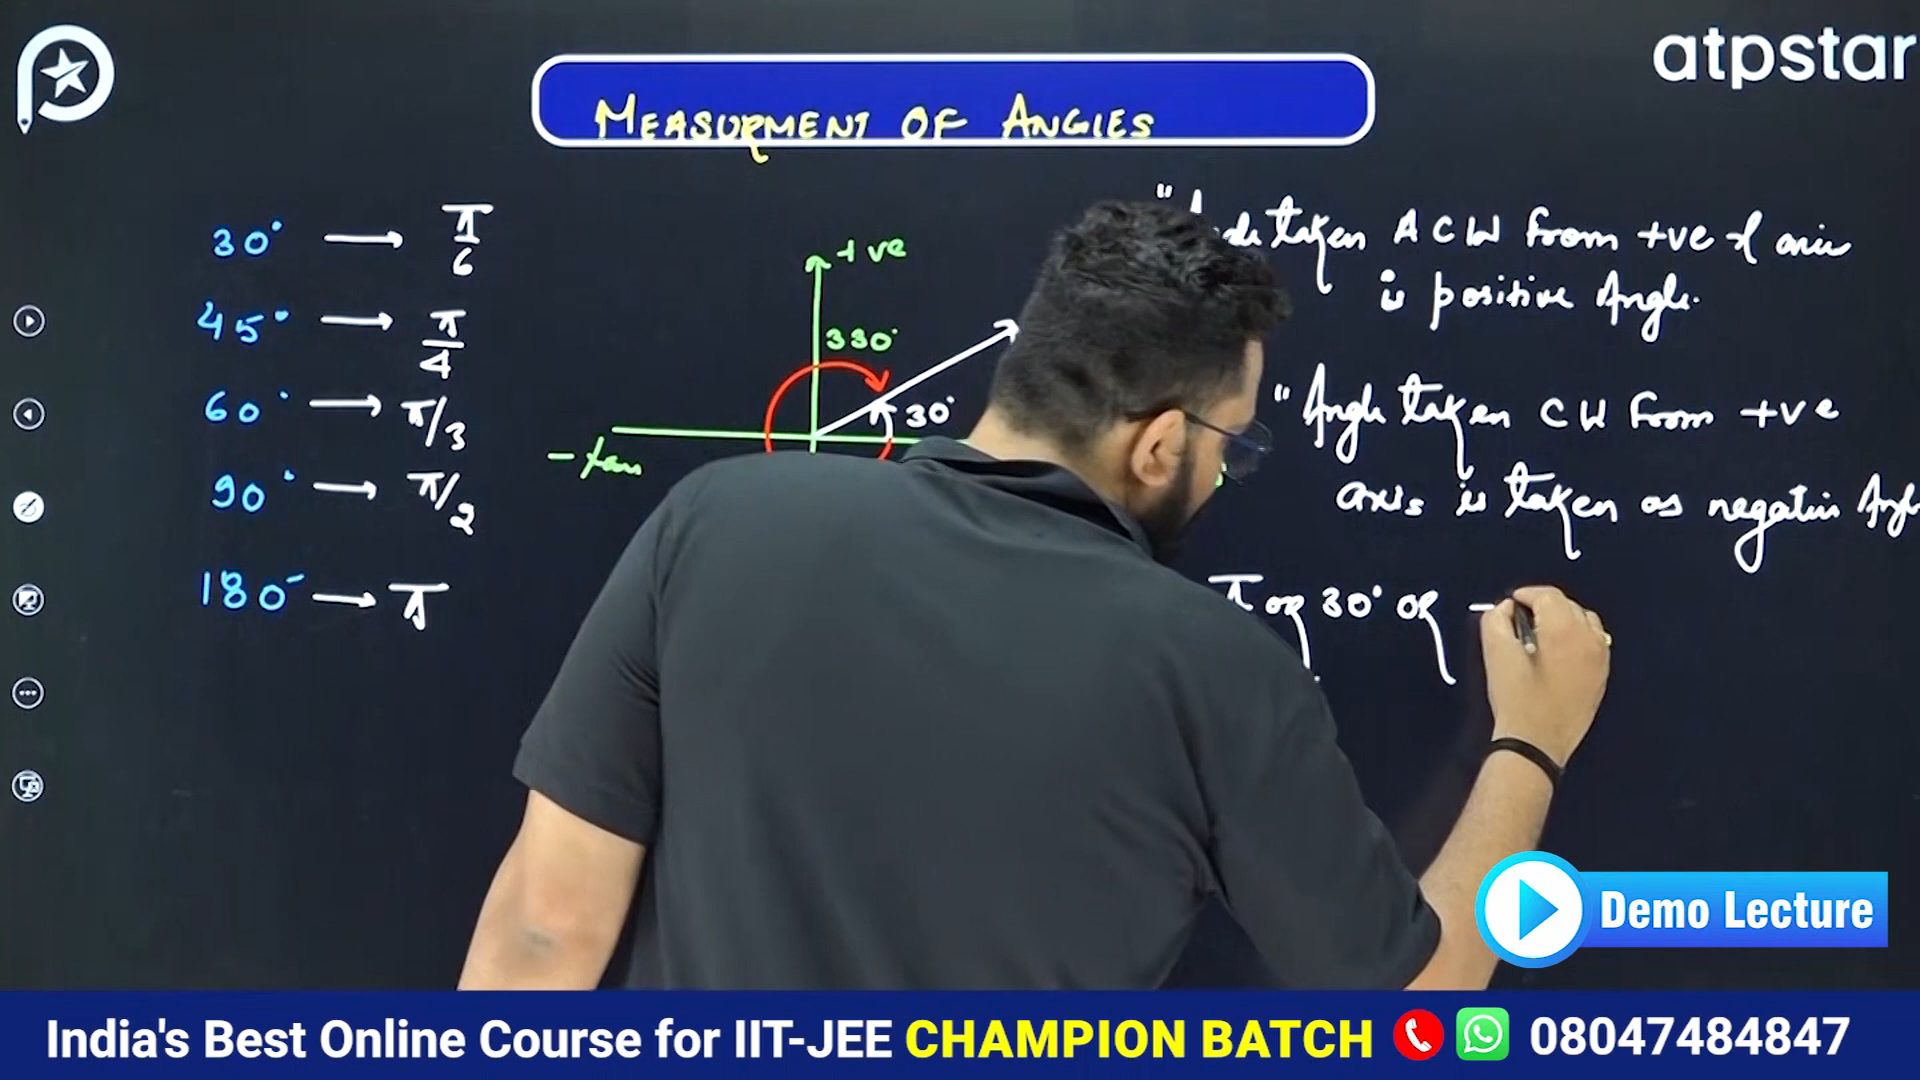 atpstar
MEASURMENT OF ANGLES
30° → π/6
45° → π/4
60° → π/3
90° → π/2
180° → π
+ve
330°
30°
taken ACW from +ve x axis
is positive Angle.
"Angle taken CW from +ve
axis is taken as negative
π or 30° or -
Demo Lecture
India's Best Online Course for IIT-JEE CHAMPION BATCH 08047484847